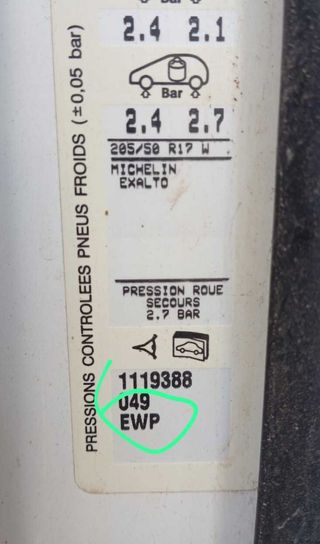 Bar
2.4 2.1
Bar
2.4 2.7
205/50 R17 W
MICHELIN
EXALTO
PRESSION ROUE
SECOURS
2.7 BAR
1119388
U49
EWP
PRESSIONS CONTROLEES PNEUS FROIDS (±0,05 bar)